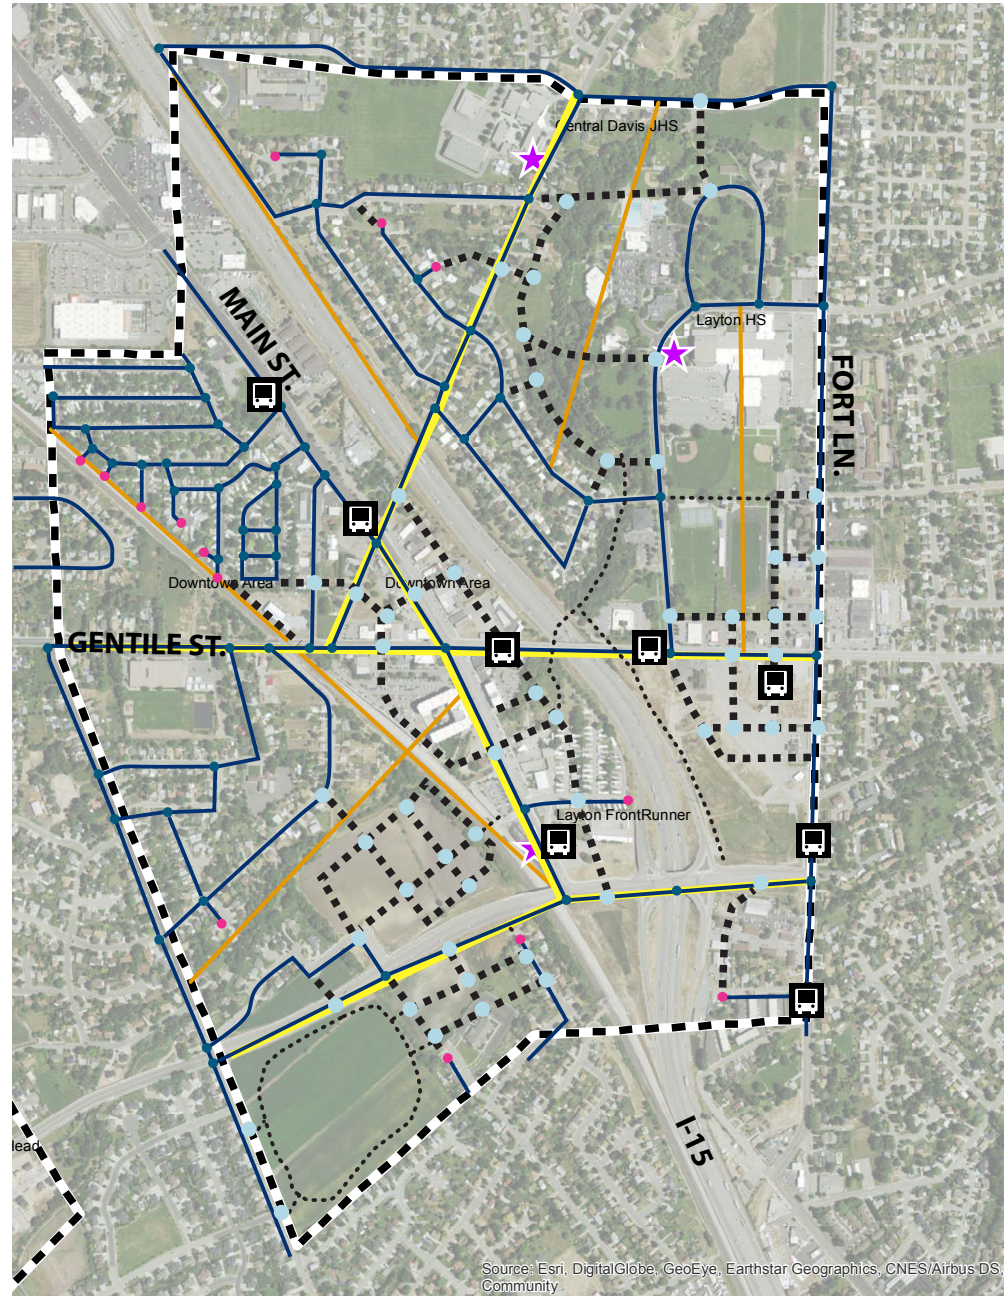 Central Davis JHS
MAIN ST.
Layton HS
FORT LN.
Downtown Area
Downtown Area
GENTILE ST.
Layton FrontRunner
I-15
lead
Source: Esri, DigitalGlobe, GeoEye, Earthstar Geographics, CNES/Airbus DS,
Community